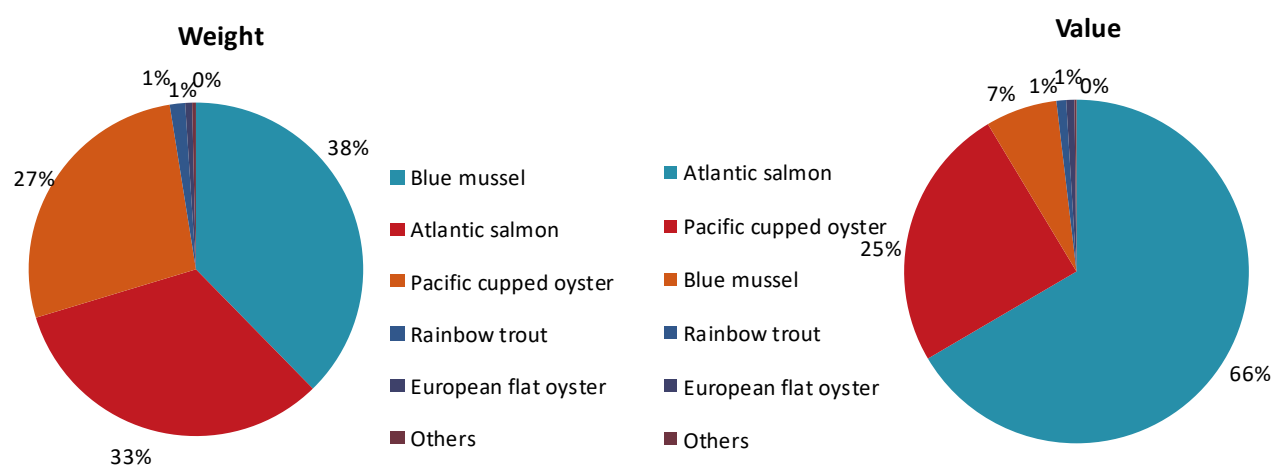 Weight
1%
1%
0%
38%
27%
33%
Blue mussel
Atlantic salmon
Pacific cupped oyster
Rainbow trout
European flat oyster
Others
Value
1%
1%
0%
7%
25%
66%
Atlantic salmon
Pacific cupped oyster
Blue mussel
Rainbow trout
European flat oyster
Others